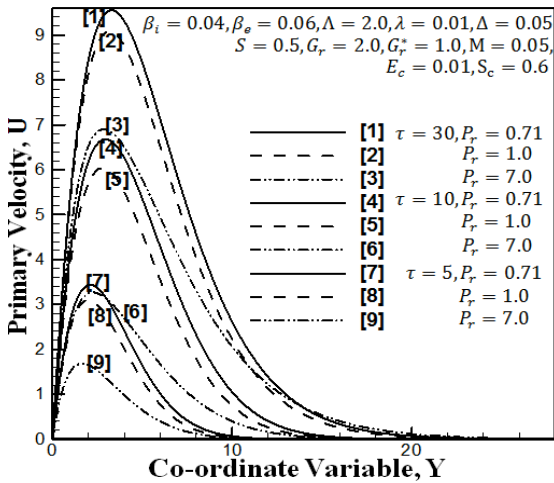 β_i = 0.04, β_e = 0.06, Λ = 2.0, λ = 0.01, Δ = 0.05
S = 0.5, G_r = 2.0, G_r^* = 1.0, M = 0.05,
E_c = 0.01, S_c = 0.6
[1] τ = 30, P_r = 0.71
[2] P_r = 1.0
[3] P_r = 7.0
[4] τ = 10, P_r = 0.71
[5] P_r = 1.0
[6] P_r = 7.0
[7] τ = 5, P_r = 0.71
[8] P_r = 1.0
[9] P_r = 7.0
[1]
[2]
[3]
[4]
[5]
[7]
[6]
[8]
[9]
9
8
7
6
5
4
3
2
1
0
0
10
20
Primary Velocity, U
Co-ordinate Variable, Y